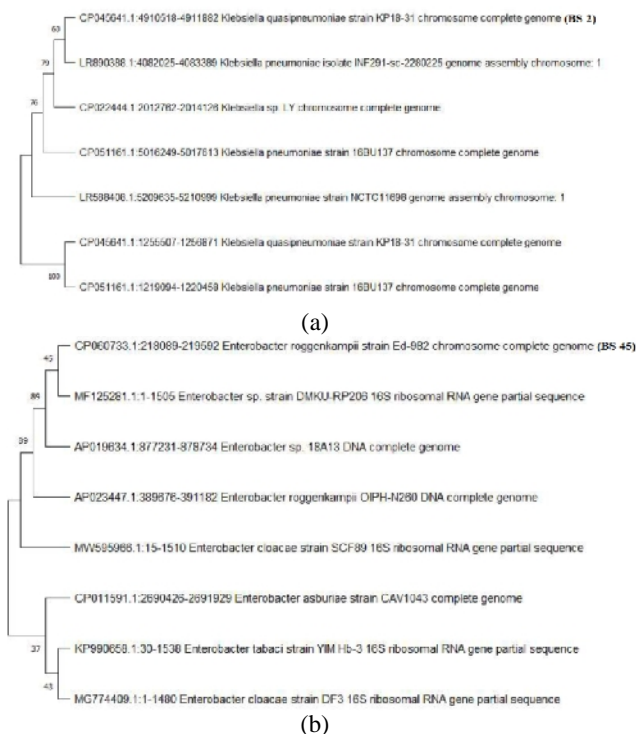 CP045641.1:4910518-4911882 Klebsiella quasipneumoniae strain KP18-31 chromosome complete genome (BS 2)
63
LR890388.1:4082025-4083389 Klebsiella pneumoniae isolate INF291-sc-2280225 genome assembly chromosome: 1
79
CP022444.1:2012762-2014126 Klebsiella sp. LY chromosome complete genome
76
CP051161.1:5016249-5017613 Klebsiella pneumoniae strain 16BU137 chromosome complete genome
LR588408.1:5209635-5210999 Klebsiella pneumoniae strain NCTC11698 genome assembly chromosome: 1
CP045641.1:1255507-1256871 Klebsiella quasipneumoniae strain KP18-31 chromosome complete genome
100
CP051161.1:1219094-1220458 Klebsiella pneumoniae strain 16BU137 chromosome complete genome
(a)
CP060733.1:218089-219592 Enterobacter roggenkampii strain Ed-982 chromosome complete genome (BS 45)
45
MF125281.1:1-1505 Enterobacter sp. strain DMKU-RP206 16S ribosomal RNA gene partial sequence
89
AP019634.1:877231-878734 Enterobacter sp. 18A13 DNA complete genome
89
AP023447.1:389676-391182 Enterobacter roggenkampii OIPH-N260 DNA complete genome
MW595966.1:15-1510 Enterobacter cloacae strain SCF89 16S ribosomal RNA gene partial sequence
CP011591.1:2690426-2691929 Enterobacter asburiae strain CAV1043 complete genome
37
KP990658.1:30-1538 Enterobacter tabaci strain YIM Hb-3 16S ribosomal RNA gene partial sequence
43
MG774409.1:1-1480 Enterobacter cloacae strain DF3 16S ribosomal RNA gene partial sequence
(b)